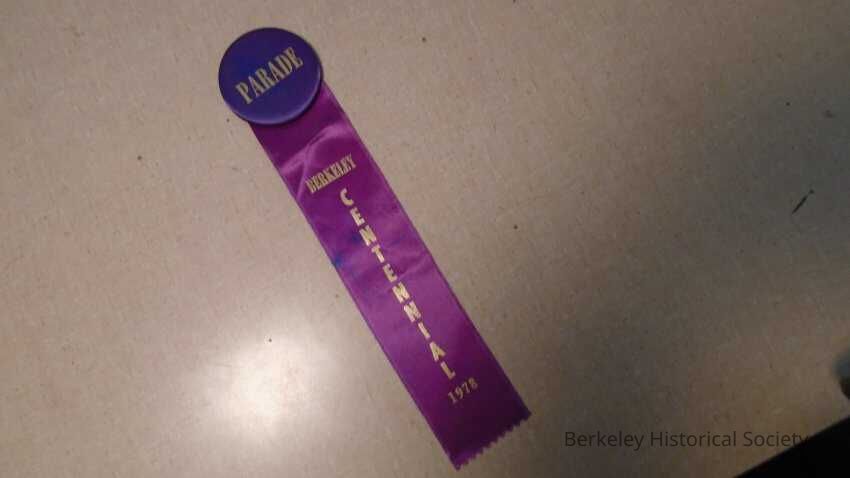 PARADE
BERKELEY
CENTENNIAL
1978
Berkeley Historical Society